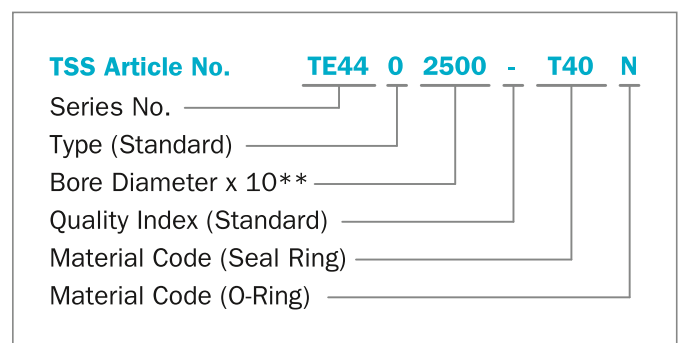 TSS Article No. TE44 0 2500 - T40 N
Series No.
Type (Standard)
Bore Diameter x 10**
Quality Index (Standard)
Material Code (Seal Ring)
Material Code (O-Ring)